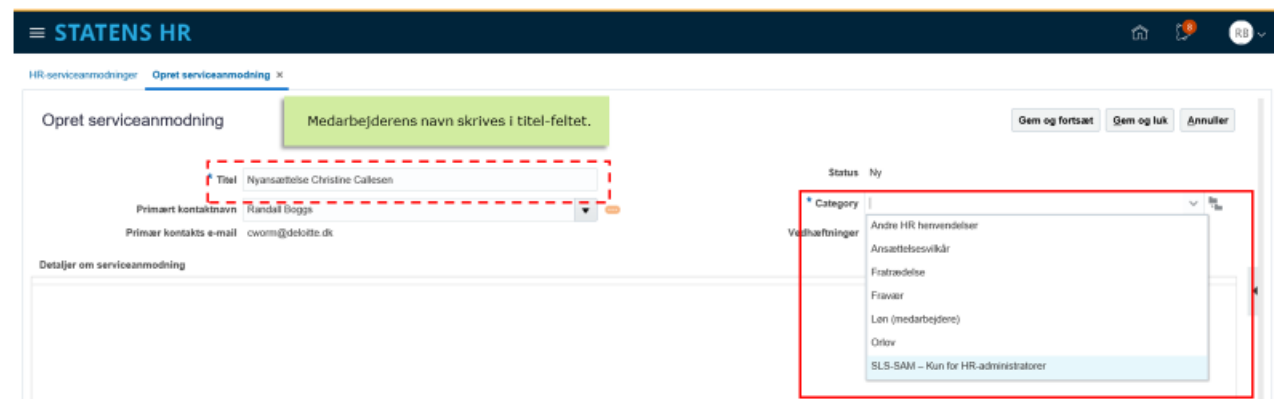 ≡ STATENS HR
8
RB
HR-serviceanmodninger Opret serviceanmodning ×
Opret serviceanmodning
Medarbejderens navn skrives i titel-feltet.
Gem og fortsæt Gem og luk Annuller
* Titel Nyansættelse Christine Callesen
Status Ny
Primært kontaktnavn Randall Boggs
* Category
Primær kontakts e-mail cworm@deloitte.dk
Vedhæftninger
Andre HR henvendelser
Ansættelsesvilkår
Detaljer om serviceanmodning
Fratrædelse
Fravær
Løn (medarbejdere)
Orlov
SLS-SAM – Kun for HR-administratorer